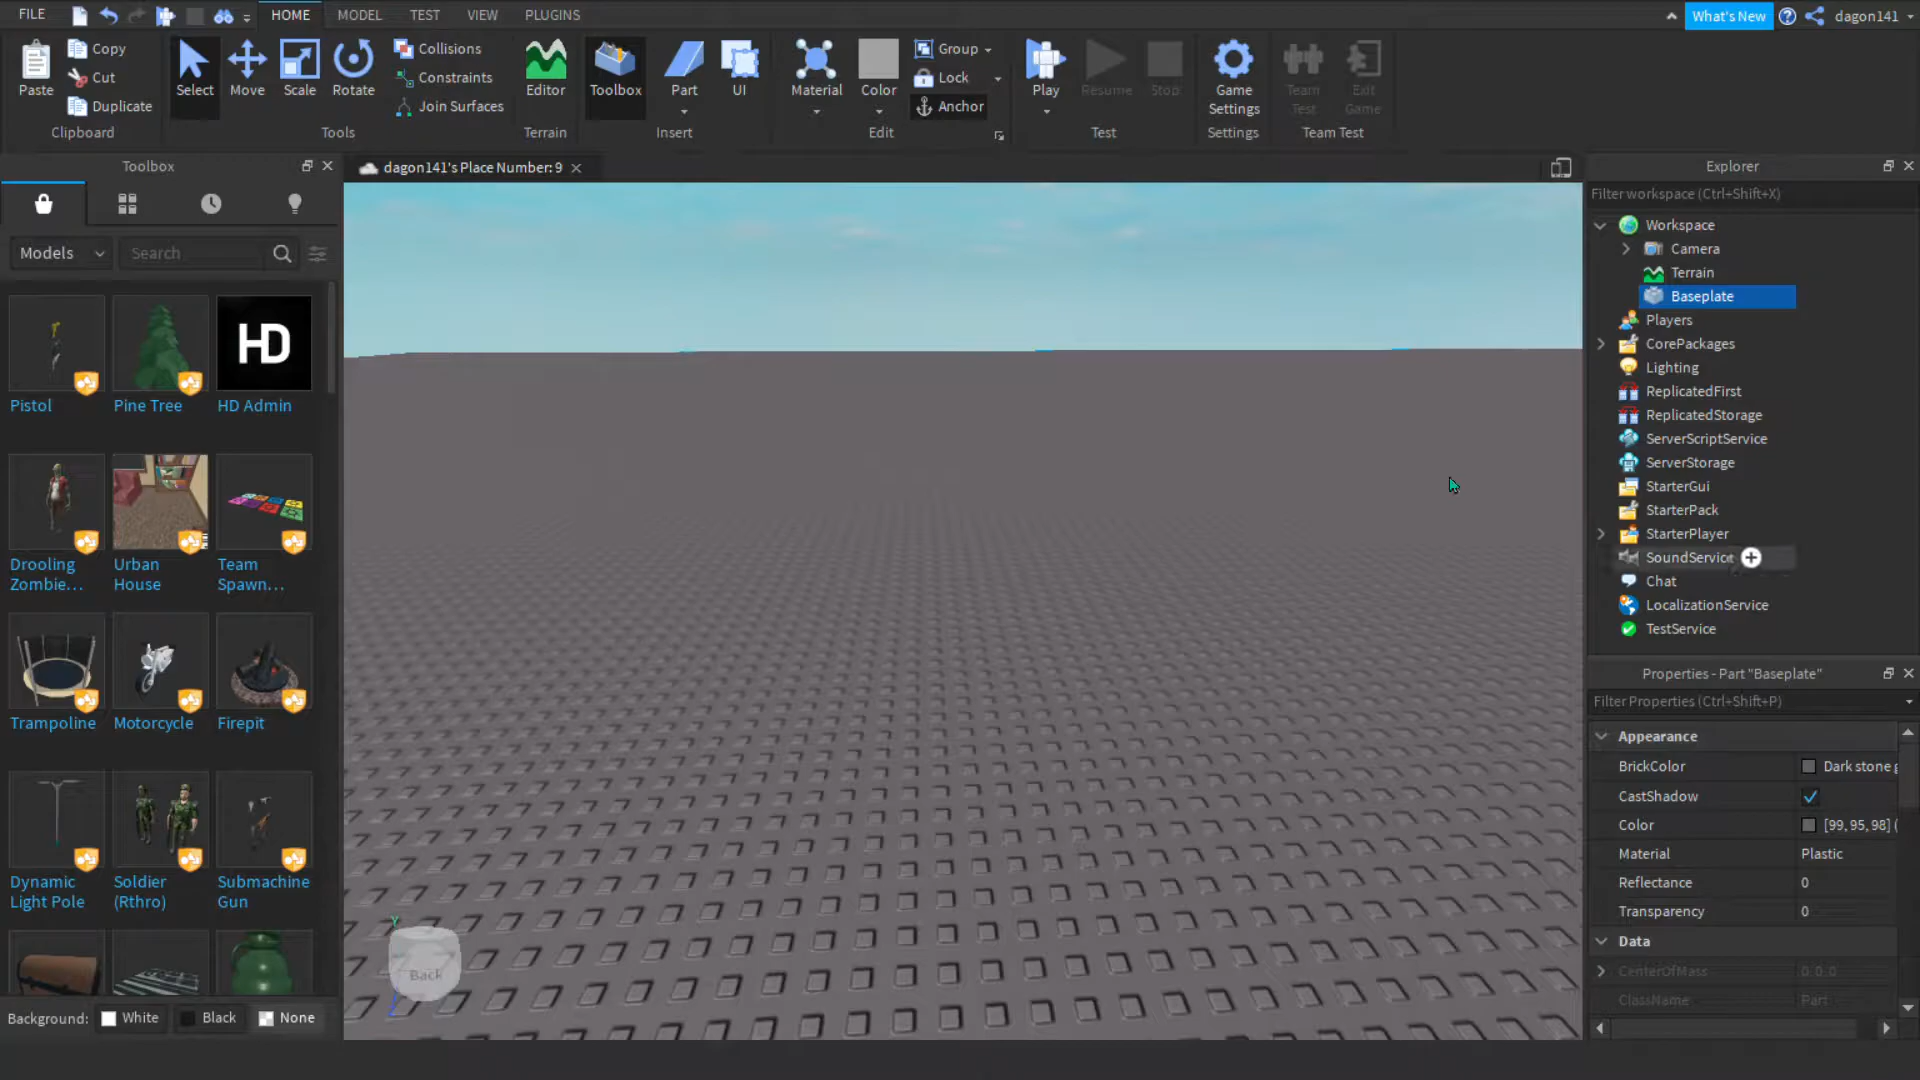 FILE HOME MODEL TEST VIEW PLUGINS What's New dagon141
Paste Copy Cut Duplicate Select Move Scale Rotate Collisions Constraints Join Surfaces Editor Toolbox Part UI Material Color Group Lock Anchor Play Resume Stop Game Settings Team Test Exit Game
Clipboard Tools Terrain Insert Edit Test Settings Team Test
Toolbox
Models Search
Pistol Pine Tree HD Admin
HD
Drooling Zombie... Urban House Team Spawn...
Trampoline Motorcycle Firepit
Dynamic Light Pole Soldier (Rthro) Submachine Gun
Background: White Black None
dagon141's Place Number: 9
Y
Back
Explorer
Filter workspace (Ctrl+Shift+X)
Workspace
Camera
Terrain
Baseplate
Players
CorePackages
Lighting
ReplicatedFirst
ReplicatedStorage
ServerScriptService
ServerStorage
StarterGui
StarterPack
StarterPlayer
SoundService
Chat
LocalizationService
TestService
Properties - Part "Baseplate"
Filter Properties (Ctrl+Shift+P)
Appearance
BrickColor Dark stone g
CastShadow
Color [99, 95, 98] (
Material Plastic
Reflectance 0
Transparency 0
Data
CenterOfMass 0, 0, 0
ClassName Part